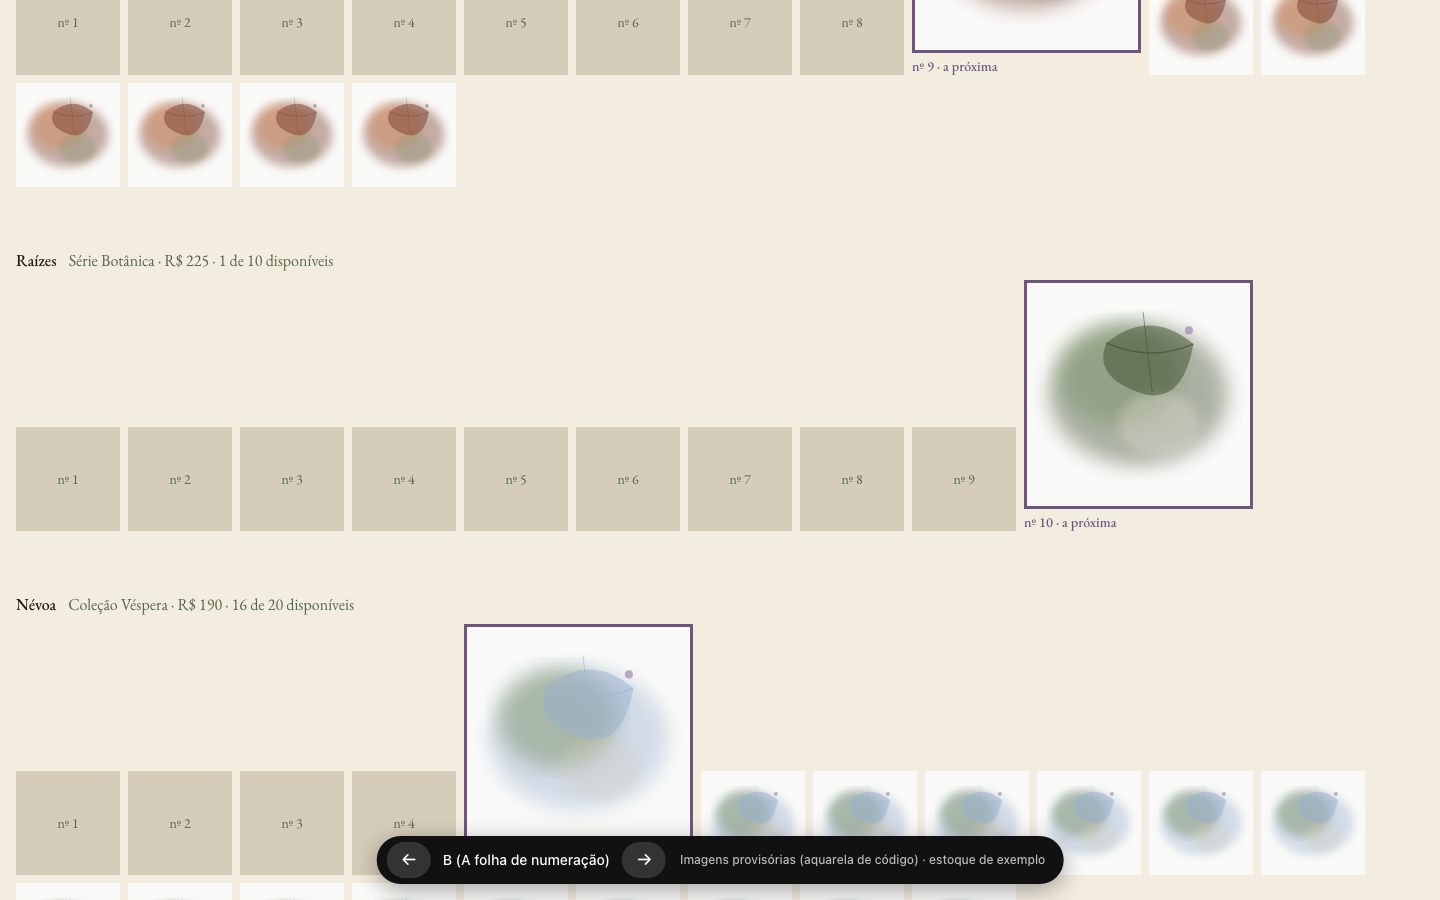 nº 1 nº 2 nº 3 nº 4 nº 5 nº 6 nº 7 nº 8
nº 9 · a próxima
Raízes Série Botânica · R$ 225 · 1 de 10 disponíveis
nº 1 nº 2 nº 3 nº 4 nº 5 nº 6 nº 7 nº 8 nº 9
nº 10 · a próxima
Névoa Coleção Véspera · R$ 190 · 16 de 20 disponíveis
nº 1 nº 2 nº 3 nº 4
B (A folha de numeração) Imagens provisórias (aquarela de código) · estoque de exemplo